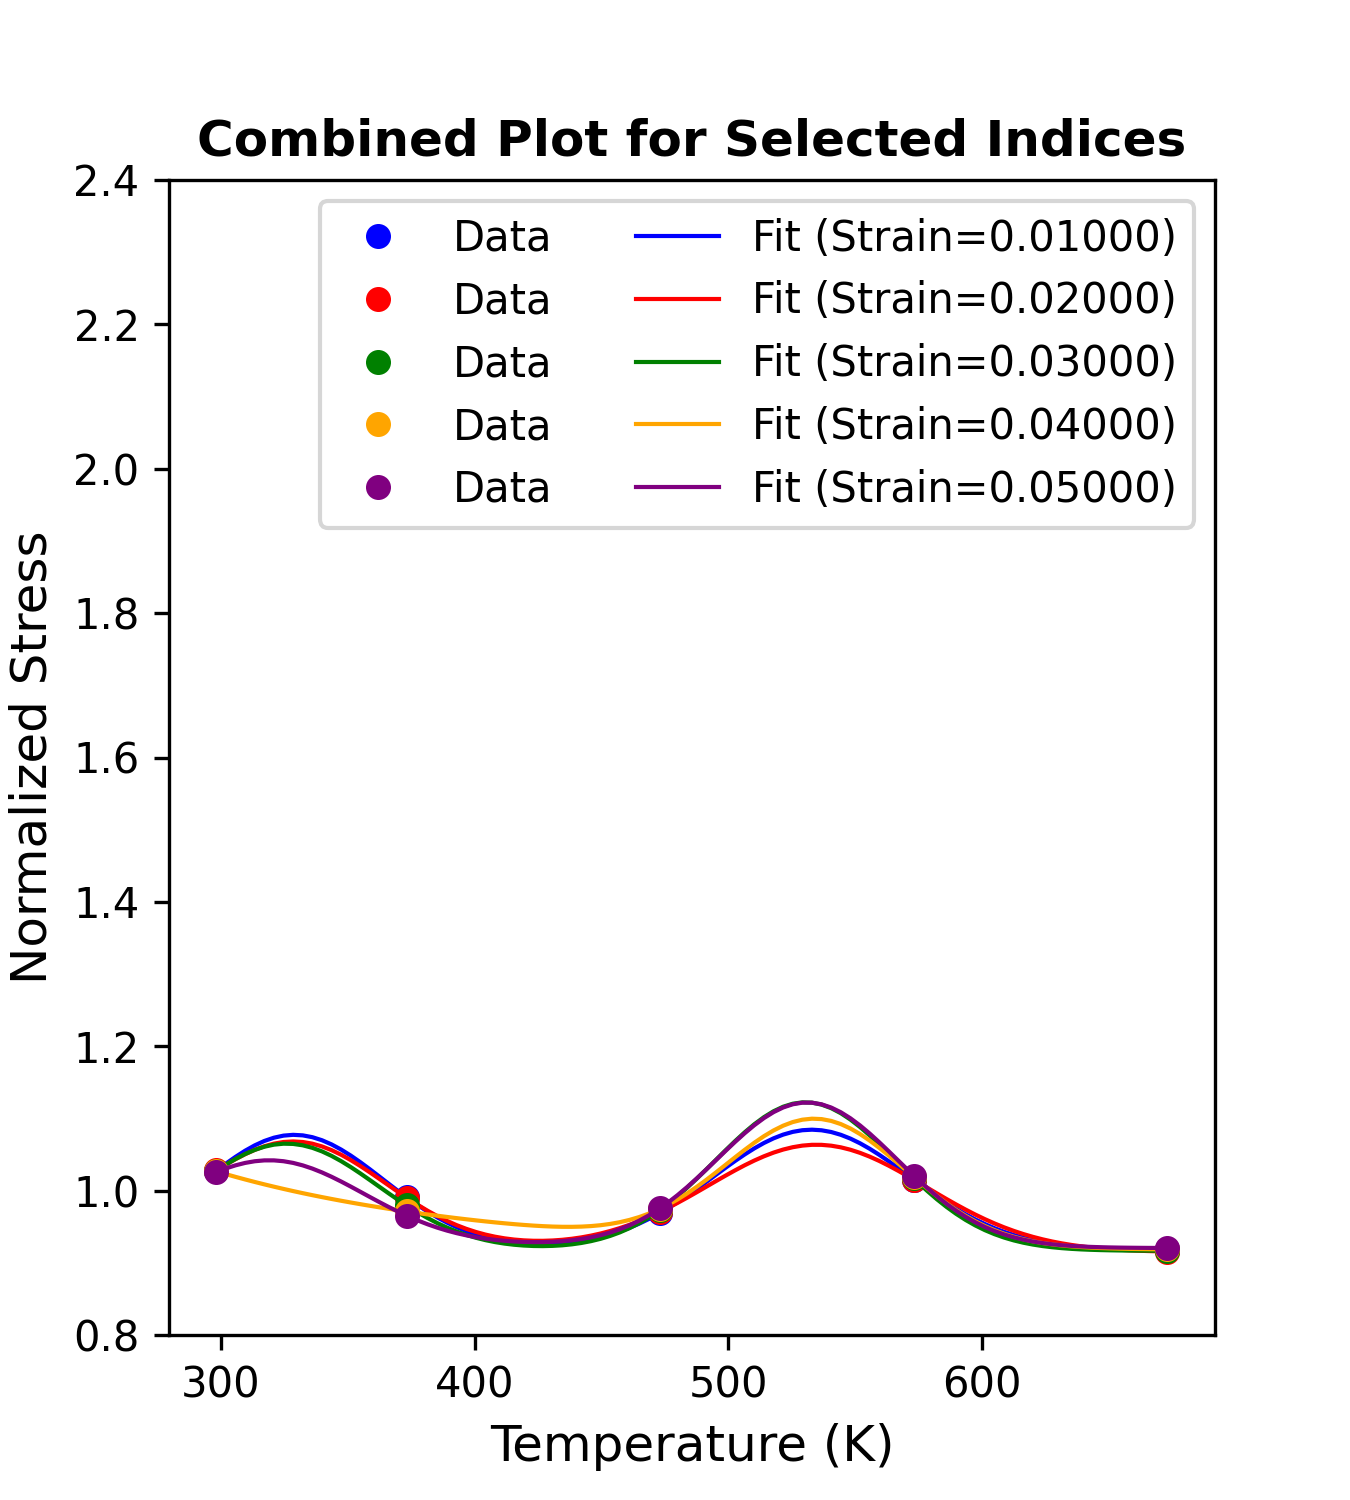 Combined Plot for Selected Indices
2.4
2.2
2.0
1.8
1.6
1.4
1.2
1.0
0.8
Normalized Stress
Data Fit (Strain=0.01000)
Data Fit (Strain=0.02000)
Data Fit (Strain=0.03000)
Data Fit (Strain=0.04000)
Data Fit (Strain=0.05000)
300 400 500 600
Temperature (K)